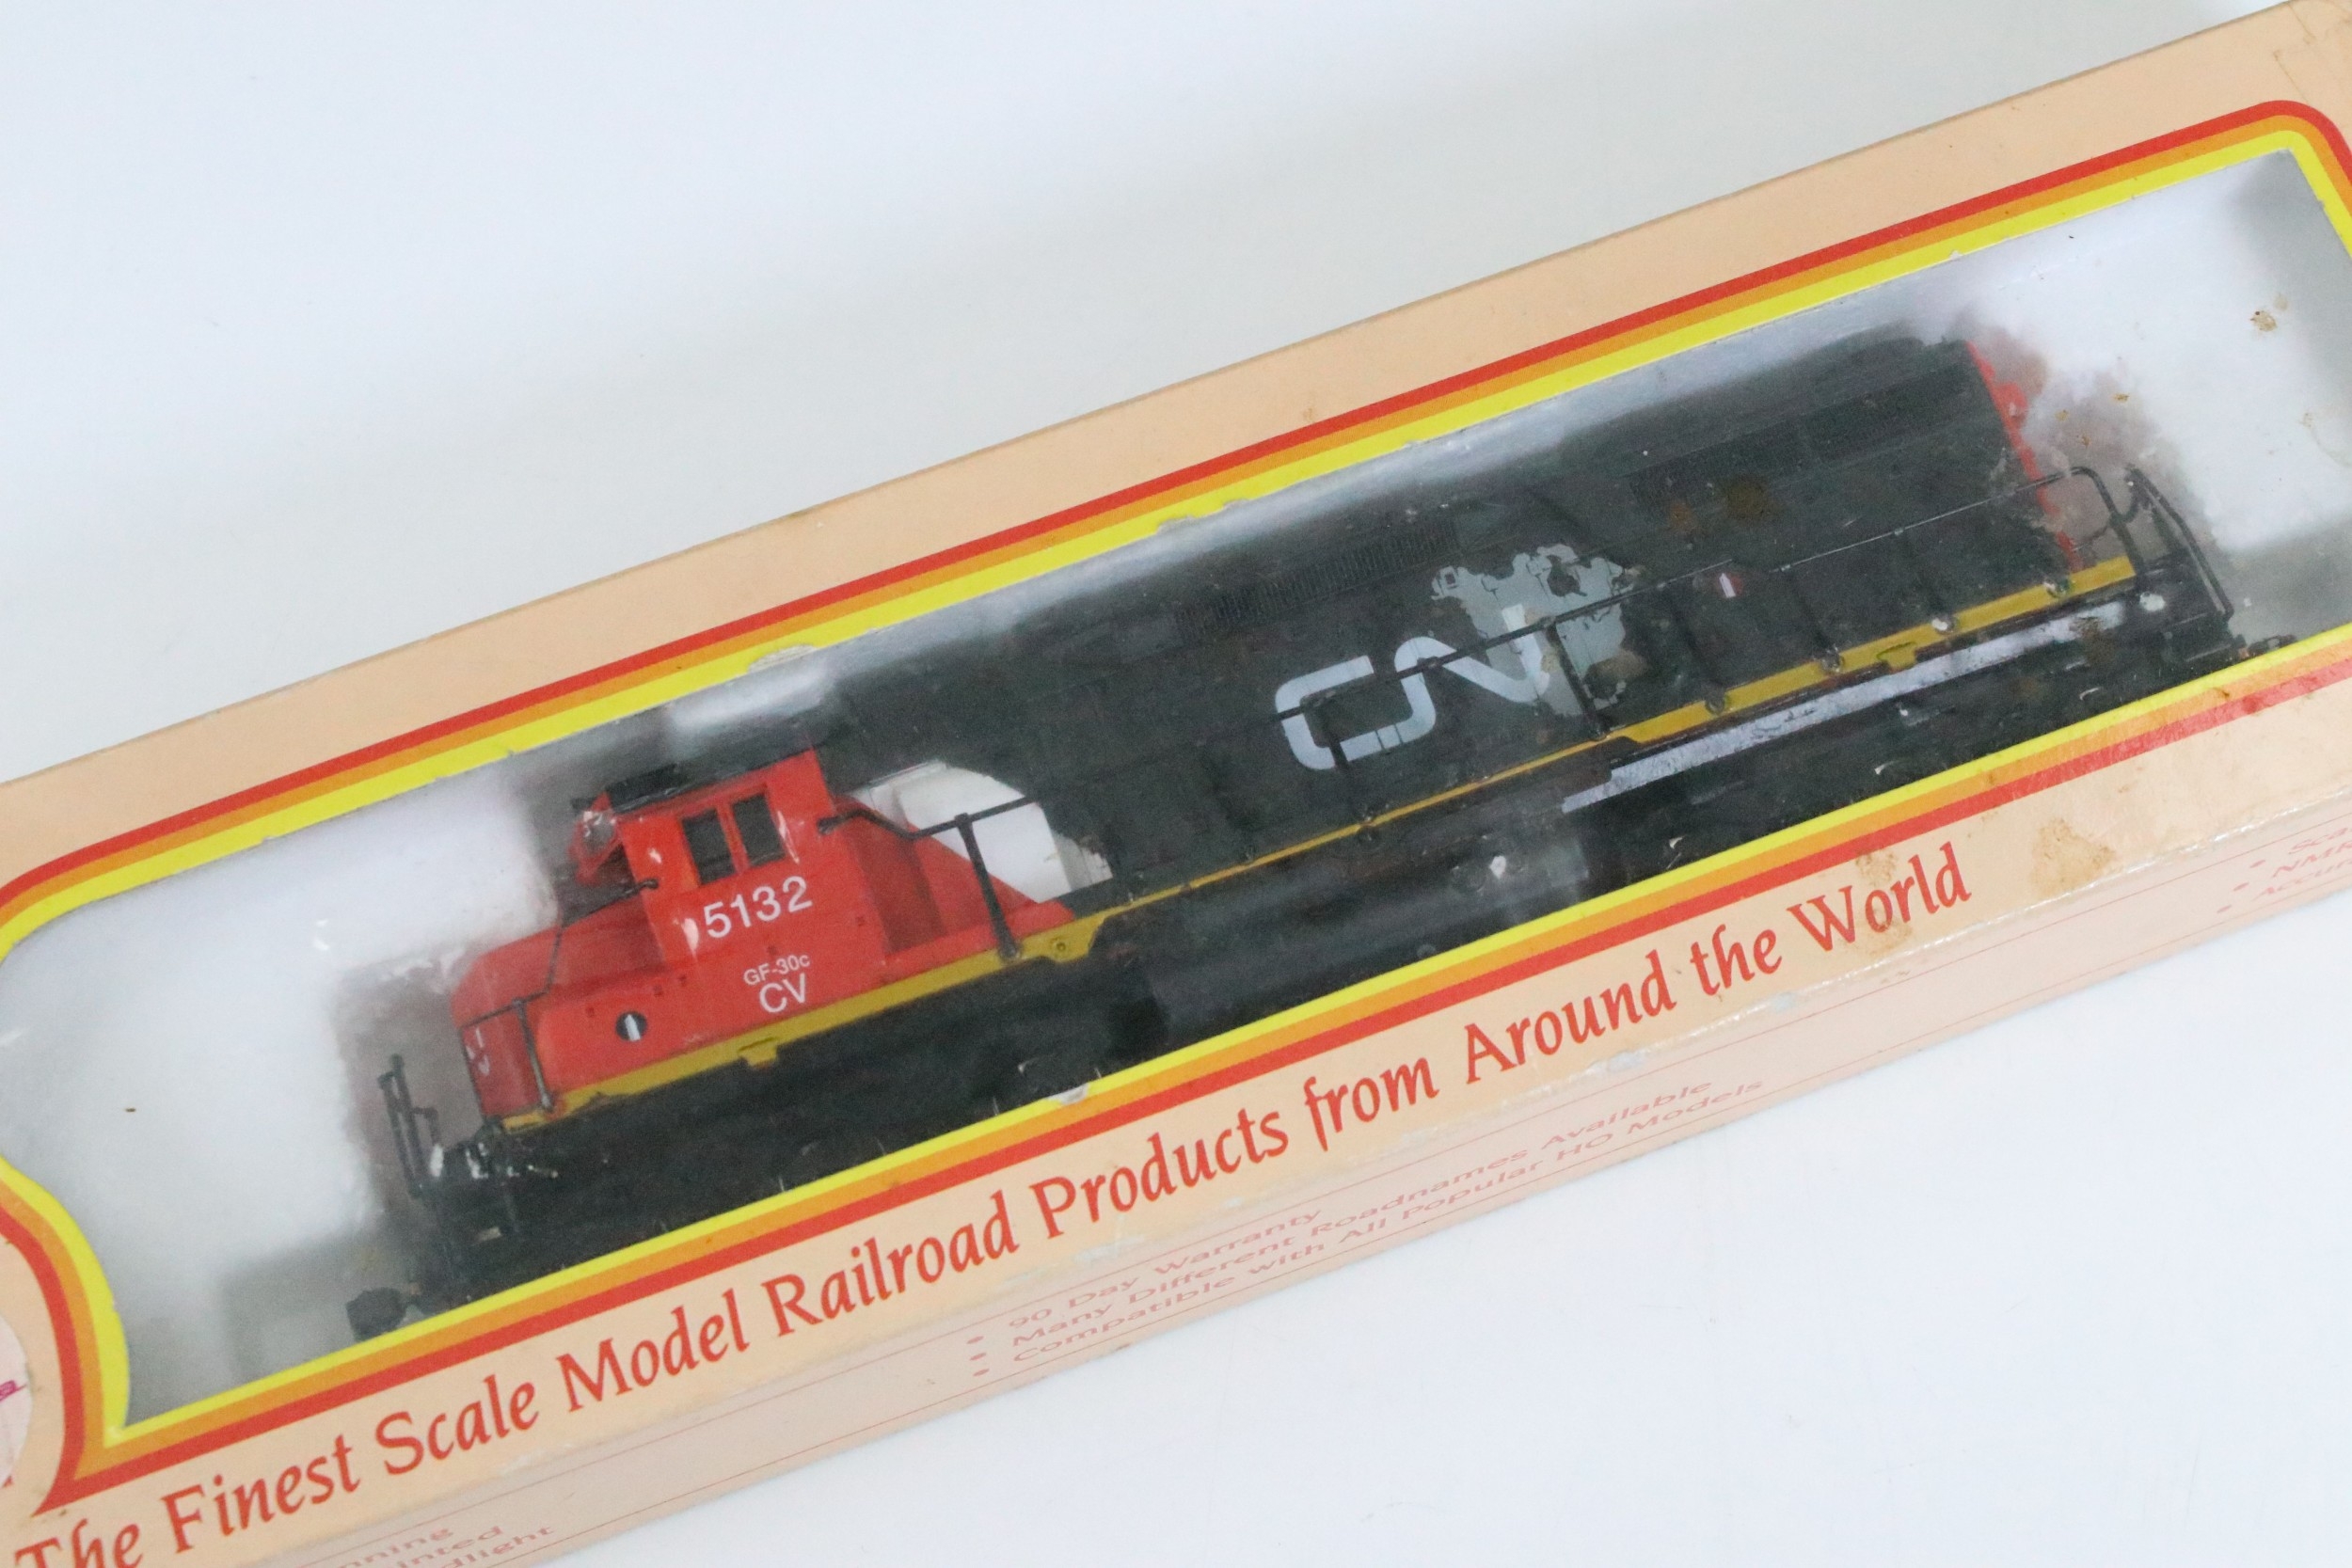 CN
5132
GF-30c
CV
The Finest Scale Model Railroad Products from Around the World
• 90 Day Warranty
• Many Different Roadnames Available
• Compatible with All Popular HO Models